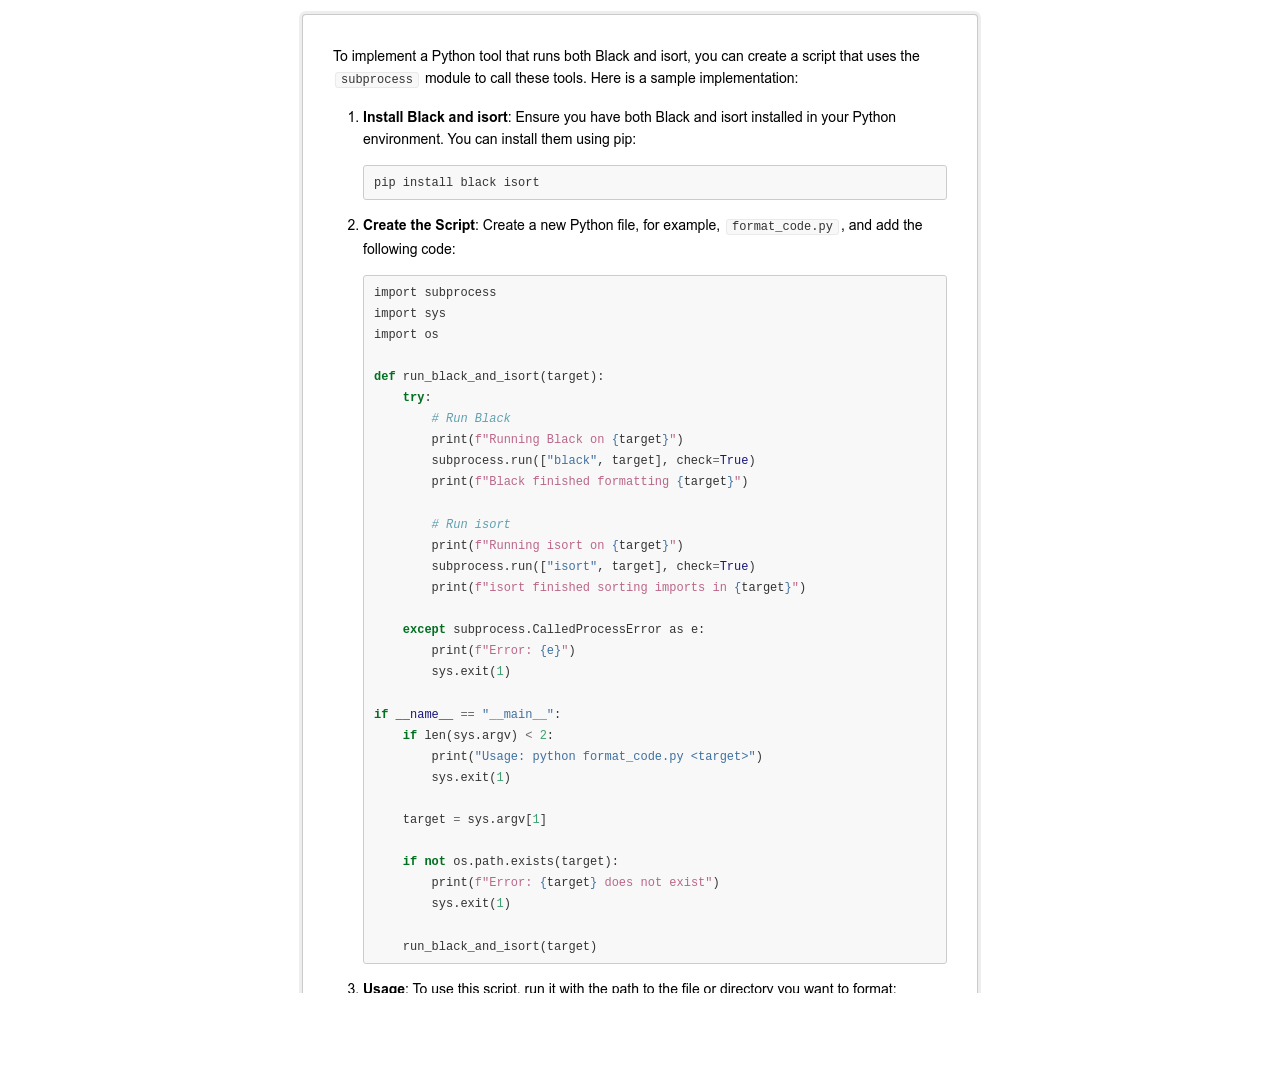 To implement a Python tool that runs both Black and isort, you can create a script that uses the
subprocess module to call these tools. Here is a sample implementation:
1. Install Black and isort: Ensure you have both Black and isort installed in your Python
environment. You can install them using pip:
pip install black isort
2. Create the Script: Create a new Python file, for example, format_code.py, and add the
following code:
import subprocess
import sys
import os
def run_black_and_isort(target):
    try:
        # Run Black
        print(f"Running Black on {target}")
        subprocess.run(["black", target], check=True)
        print(f"Black finished formatting {target}")
        # Run isort
        print(f"Running isort on {target}")
        subprocess.run(["isort", target], check=True)
        print(f"isort finished sorting imports in {target}")
    except subprocess.CalledProcessError as e:
        print(f"Error: {e}")
        sys.exit(1)
if __name__ == "__main__":
    if len(sys.argv) < 2:
        print("Usage: python format_code.py <target>")
        sys.exit(1)
    target = sys.argv[1]
    if not os.path.exists(target):
        print(f"Error: {target} does not exist")
        sys.exit(1)
    run_black_and_isort(target)
3. Usage: To use this script, run it with the path to the file or directory you want to format: